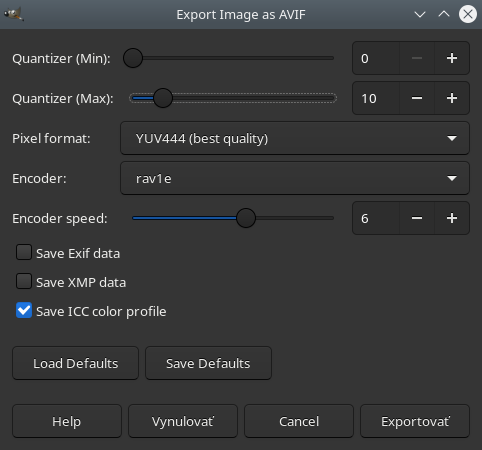 Export Image as AVIF
Quantizer (Min): 0
Quantizer (Max): 10
Pixel format: YUV444 (best quality)
Encoder: rav1e
Encoder speed: 6
Save Exif data
Save XMP data
Save ICC color profile
Load Defaults Save Defaults
Help Vynulovať Cancel Exportovať